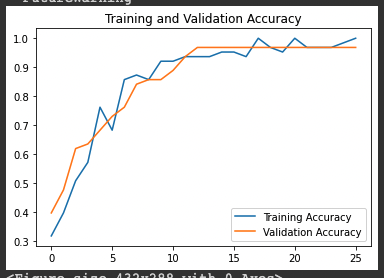 FutureWarning
Training and Validation Accuracy
1.0
0.9
0.8
0.7
0.6
0.5
0.4
0.3
Training Accuracy
Validation Accuracy
0 5 10 15 20 25
<Figure size 432x288 with 0 Axes>